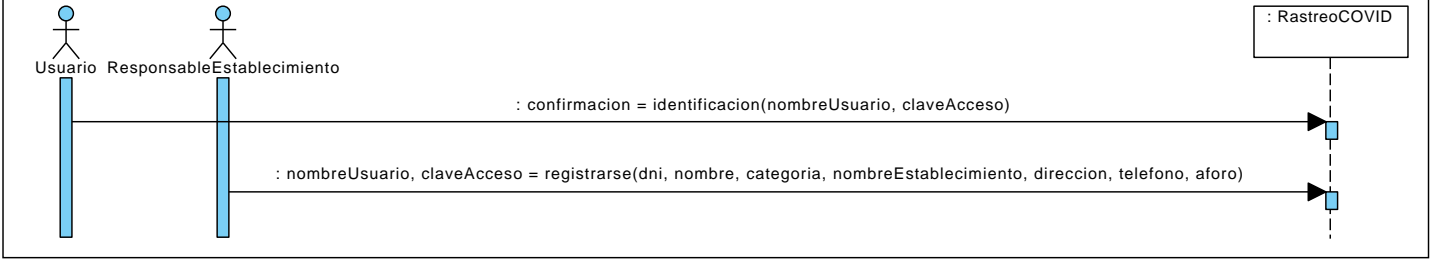 : RastreoCOVID
Usuario
ResponsableEstablecimiento
: confirmacion = identificacion(nombreUsuario, claveAcceso)
: nombreUsuario, claveAcceso = registrarse(dni, nombre, categoria, nombreEstablecimiento, direccion, telefono, aforo)